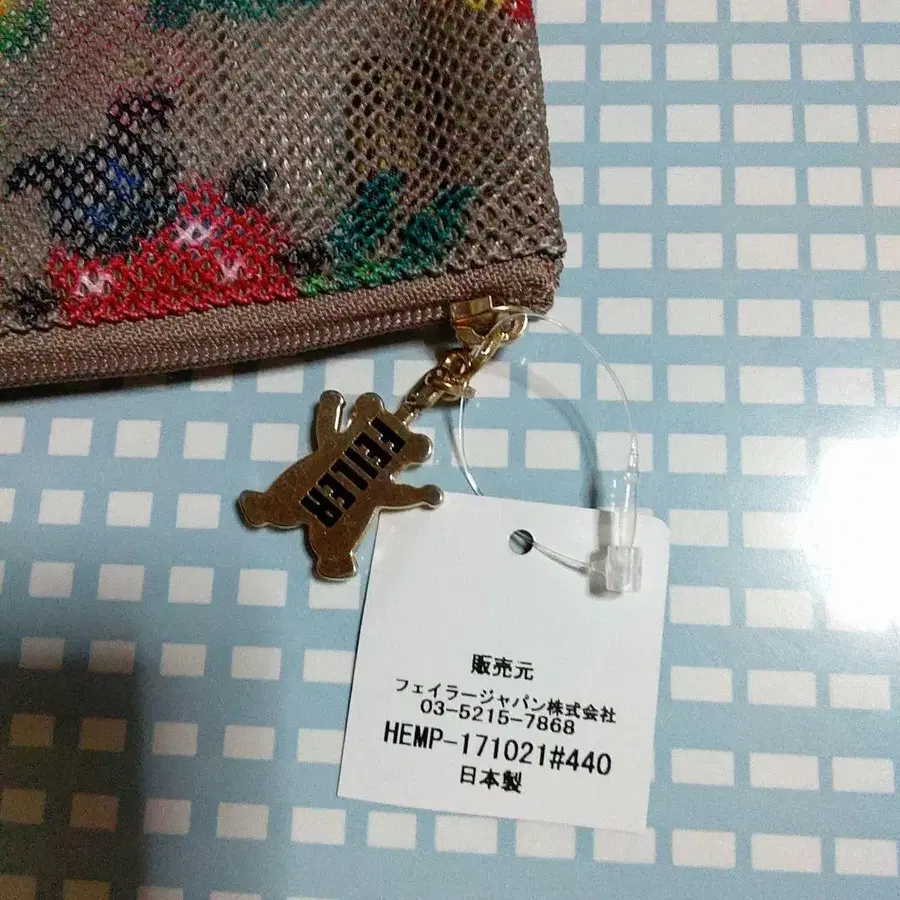 FEILER
販売元
フェイラージャパン株式会社
03-5215-7868
HEMP-171021#440
日本製